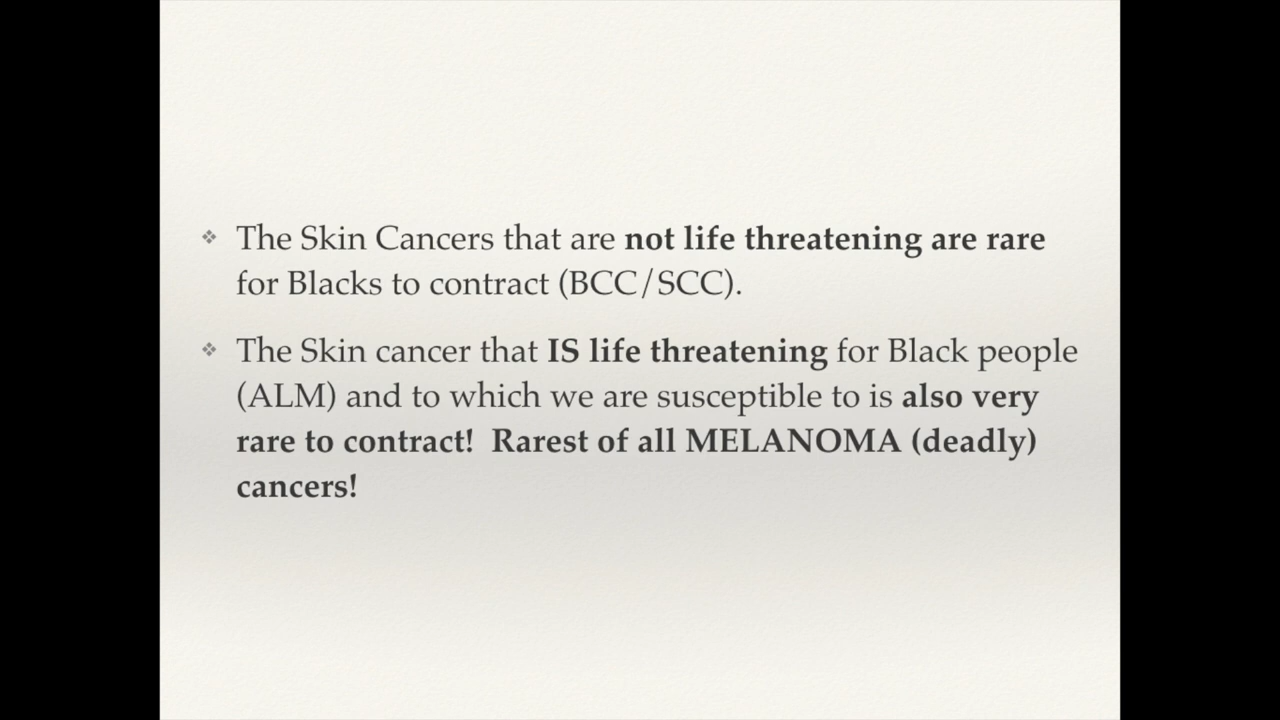 The Skin Cancers that are not life threatening are rare
for Blacks to contract (BCC/SCC).
The Skin cancer that IS life threatening for Black people
(ALM) and to which we are susceptible to is also very
rare to contract! Rarest of all MELANOMA (deadly)
cancers!